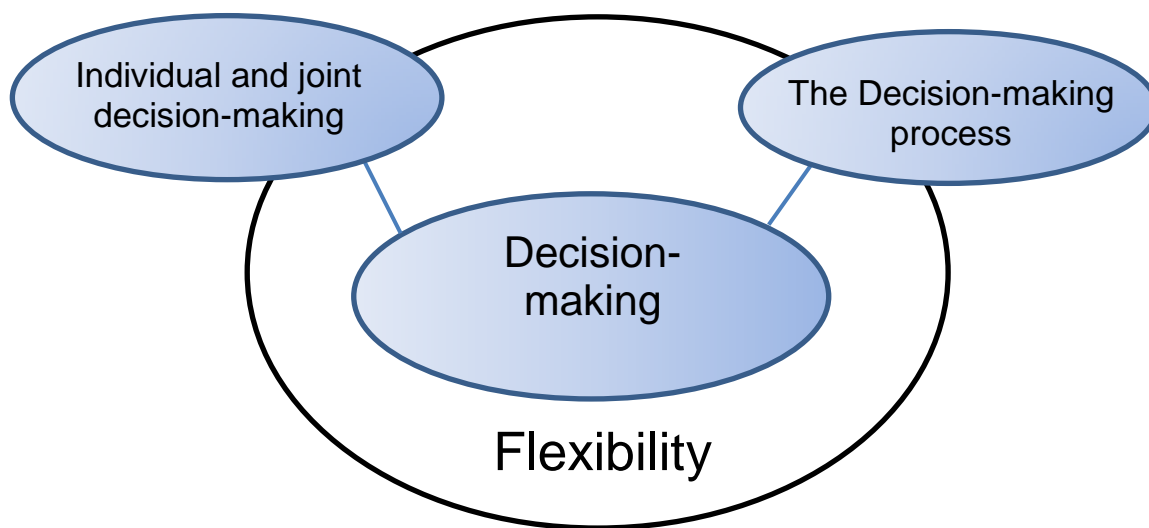 Individual and joint
decision-making
The Decision-making
process
Decision-
making
Flexibility